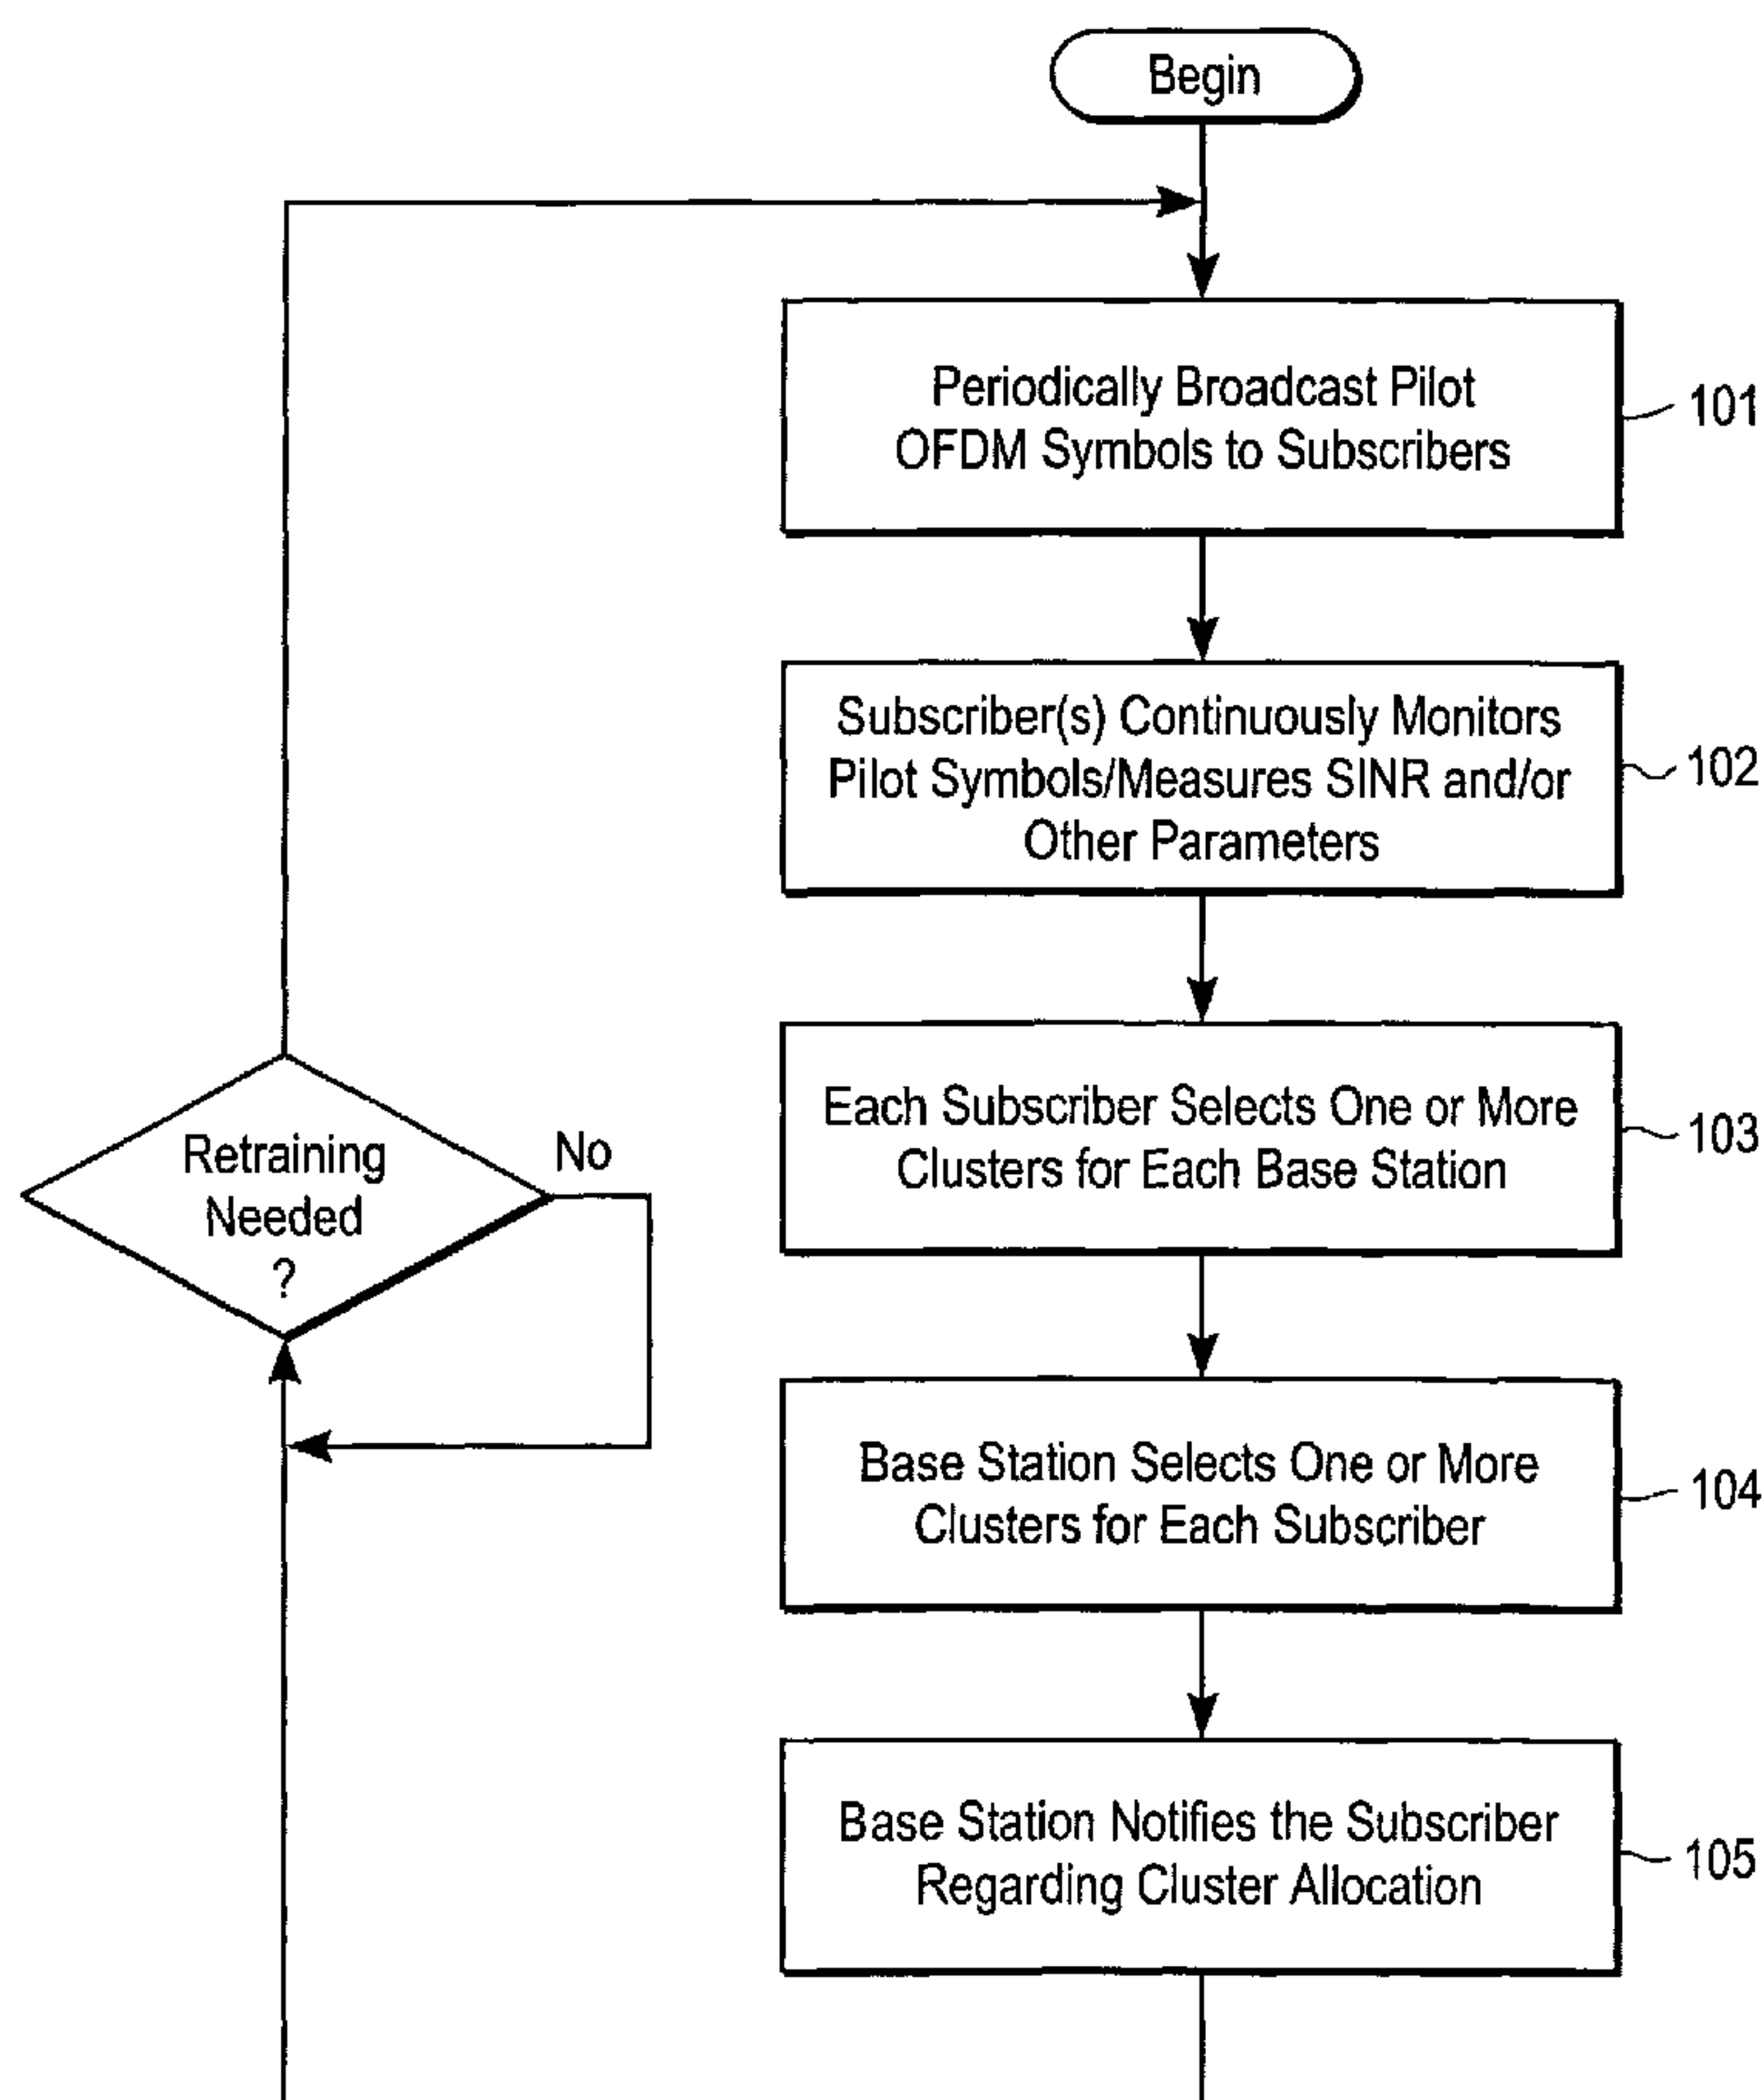 Begin
Periodically Broadcast Pilot
OFDM Symbols to Subscribers
101
Subscriber(s) Continuously Monitors
Pilot Symbols/Measures SINR and/or
Other Parameters
102
Each Subscriber Selects One or More
Clusters for Each Base Station
103
Retraining
Needed
?
No
Base Station Selects One or More
Clusters for Each Subscriber
104
Base Station Notifies the Subscriber
Regarding Cluster Allocation
105